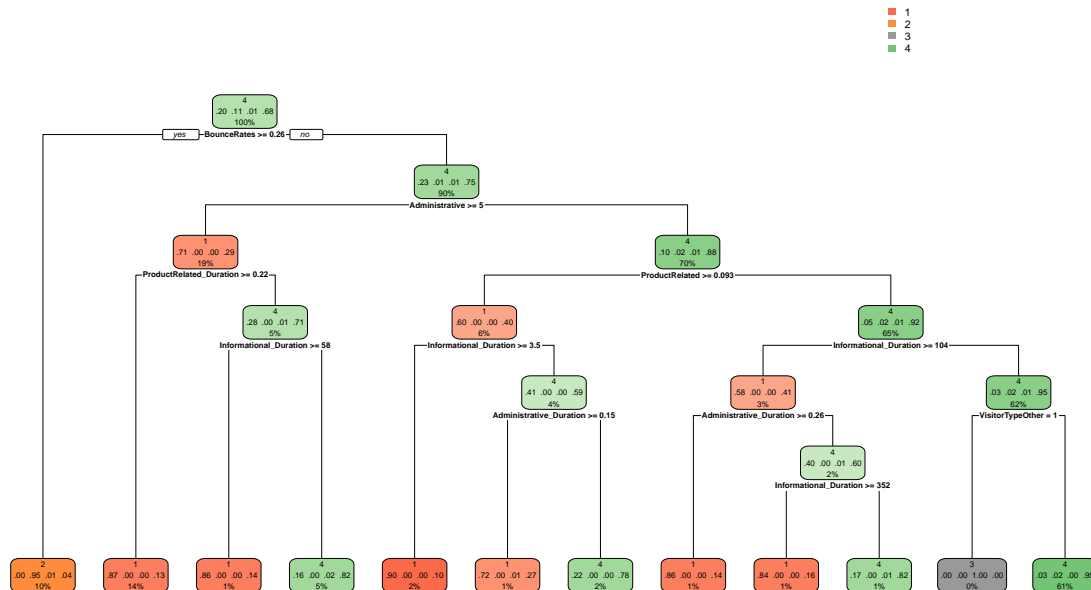 1
2
3
4
4
.20 .11 .01 .68
100%
yes BounceRates >= 0.26 no
4
.23 .01 .01 .75
90%
Administrative >= 5
1
.71 .00 .00 .29
19%
ProductRelated_Duration >= 0.22
4
.10 .02 .01 .88
70%
ProductRelated >= 0.093
4
.28 .00 .01 .71
5%
Informational_Duration >= 58
1
.60 .00 .00 .40
6%
Informational_Duration >= 3.5
4
.05 .02 .01 .92
65%
Informational_Duration >= 104
4
.41 .00 .00 .59
4%
Administrative_Duration >= 0.15
1
.58 .00 .00 .41
3%
Administrative_Duration >= 0.26
4
.03 .02 .01 .95
62%
VisitorTypeOther = 1
4
.40 .00 .01 .60
2%
Informational_Duration >= 352
2
.00 .95 .01 .04
10%
1
.87 .00 .00 .13
14%
1
.86 .00 .00 .14
1%
4
.16 .00 .02 .82
5%
1
.90 .00 .00 .10
2%
1
.72 .00 .01 .27
1%
4
.22 .00 .00 .78
2%
1
.86 .00 .00 .14
1%
1
.84 .00 .00 .16
1%
4
.17 .00 .01 .82
1%
3
.00 .00 1.00 .00
0%
4
.03 .02 .00
61%